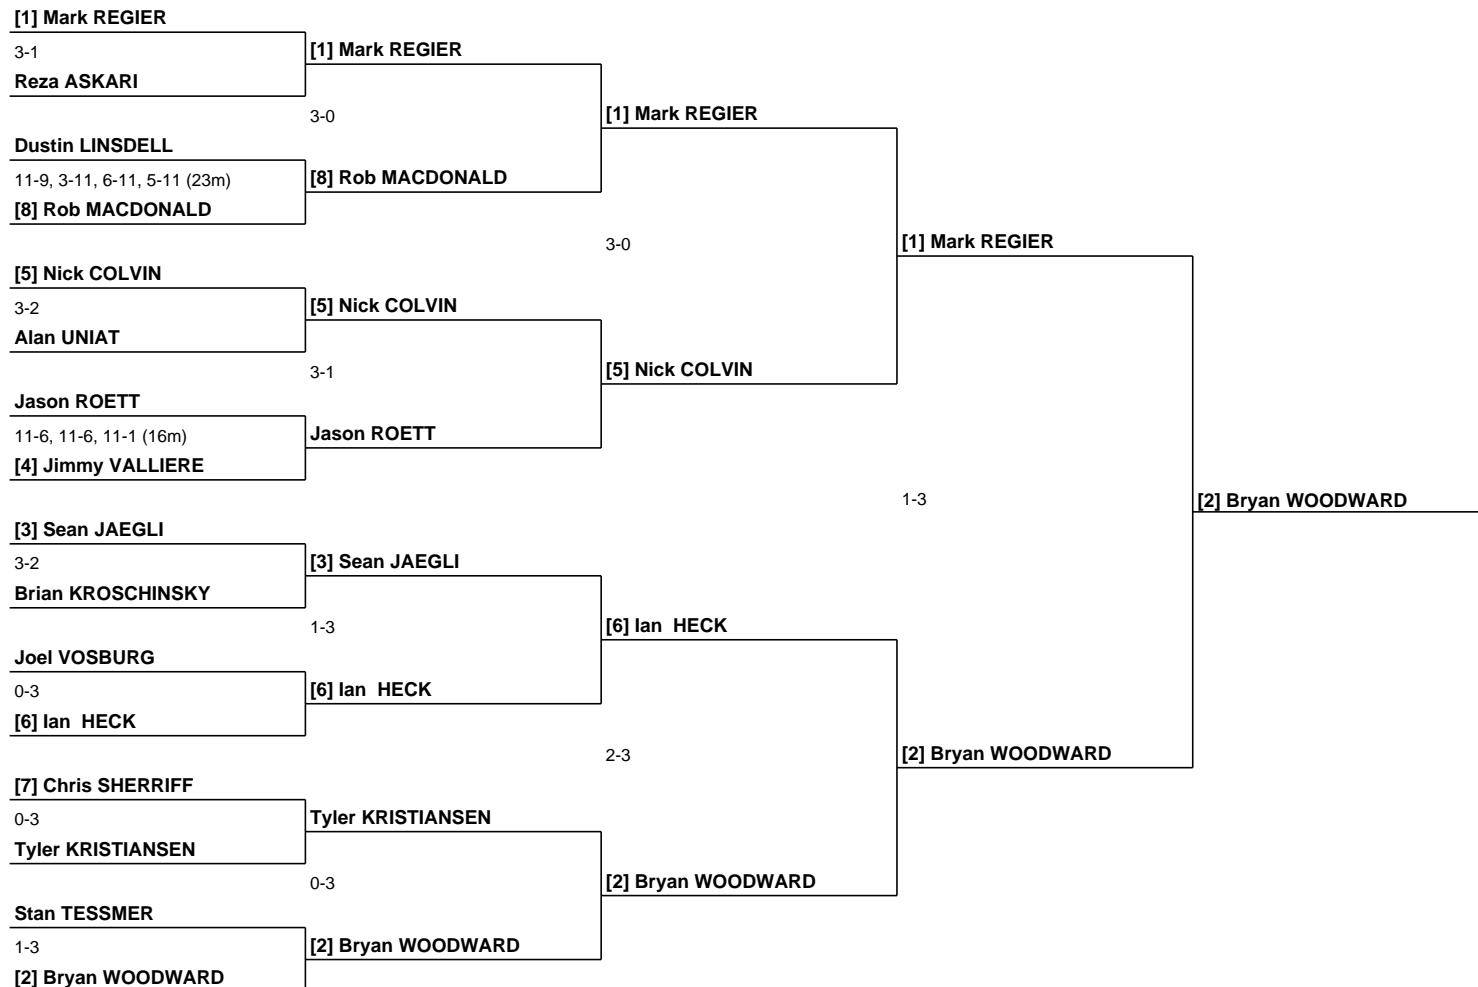 [1] Mark REGIER
3-1
Reza ASKARI
Dustin LINSDELL
11-9, 3-11, 6-11, 5-11 (23m)
[8] Rob MACDONALD
[5] Nick COLVIN
3-2
Alan UNIAT
Jason ROETT
11-6, 11-6, 11-1 (16m)
[4] Jimmy VALLIERE
[3] Sean JAEGLI
3-2
Brian KROSCHINSKY
Joel VOSBURG
0-3
[6] Ian  HECK
[7] Chris SHERRIFF
0-3
Tyler KRISTIANSEN
Stan TESSMER
1-3
[2] Bryan WOODWARD
[1] Mark REGIER
3-0
[8] Rob MACDONALD
[5] Nick COLVIN
3-1
Jason ROETT
[3] Sean JAEGLI
1-3
[6] Ian  HECK
Tyler KRISTIANSEN
0-3
[2] Bryan WOODWARD
[1] Mark REGIER
3-0
[5] Nick COLVIN
[6] Ian  HECK
2-3
[2] Bryan WOODWARD
[1] Mark REGIER
1-3
[2] Bryan WOODWARD
[2] Bryan WOODWARD